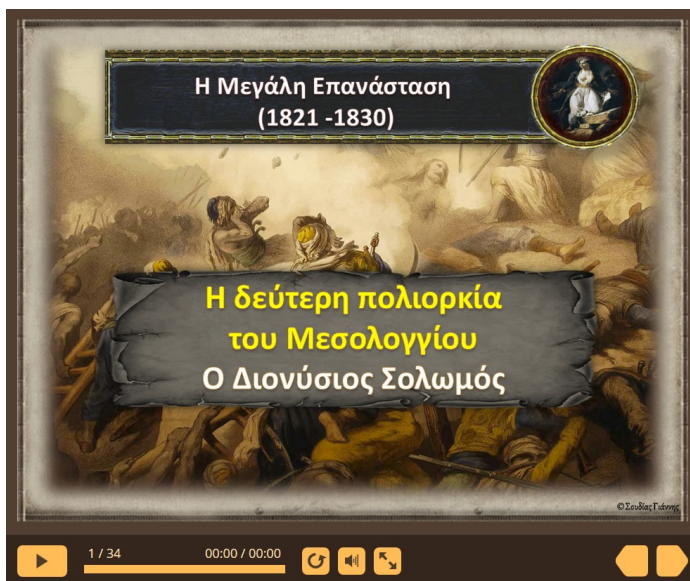 Η Μεγάλη Επανάσταση
(1821 -1830)
Η δεύτερη πολιορκία
του Μεσολογγίου
Ο Διονύσιος Σολωμός
©Σουδίας Γιάννης
1 / 34
00:00 / 00:00